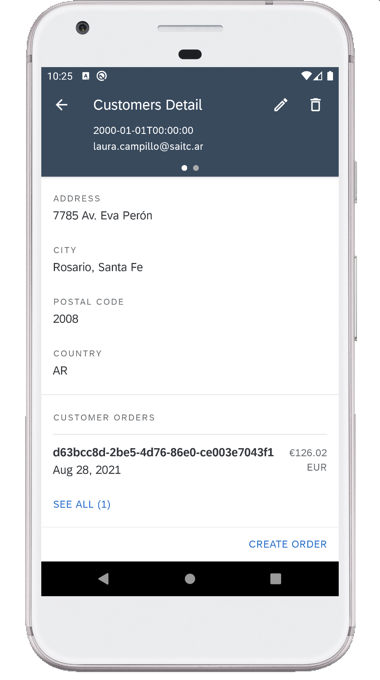 10:25
Customers Detail
2000-01-01T00:00:00
laura.campillo@saitc.ar
ADDRESS
7785 Av. Eva Perón
CITY
Rosario, Santa Fe
POSTAL CODE
2008
COUNTRY
AR
CUSTOMER ORDERS
d63bcc8d-2be5-4d76-86e0-ce003e7043f1 €126.02
Aug 28, 2021 EUR
SEE ALL (1)
CREATE ORDER